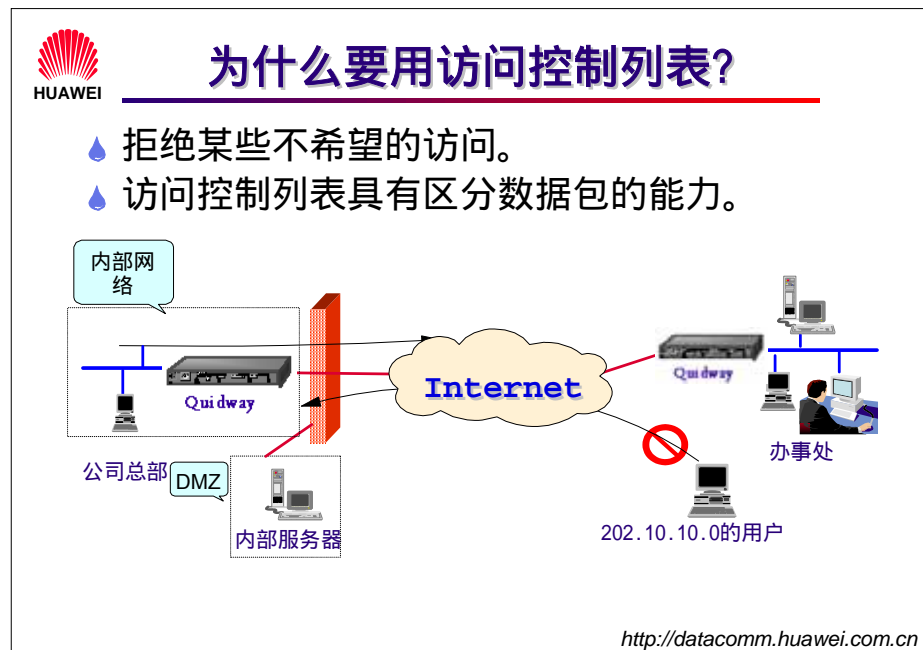 HUAWEI
为什么要用访问控制列表?
拒绝某些不希望的访问。
访问控制列表具有区分数据包的能力。
内部网
络
Quidway
Internet
Quidway
公司总部
DMZ
内部服务器
办事处
202.10.10.0的用户
http://datacomm.huawei.com.cn